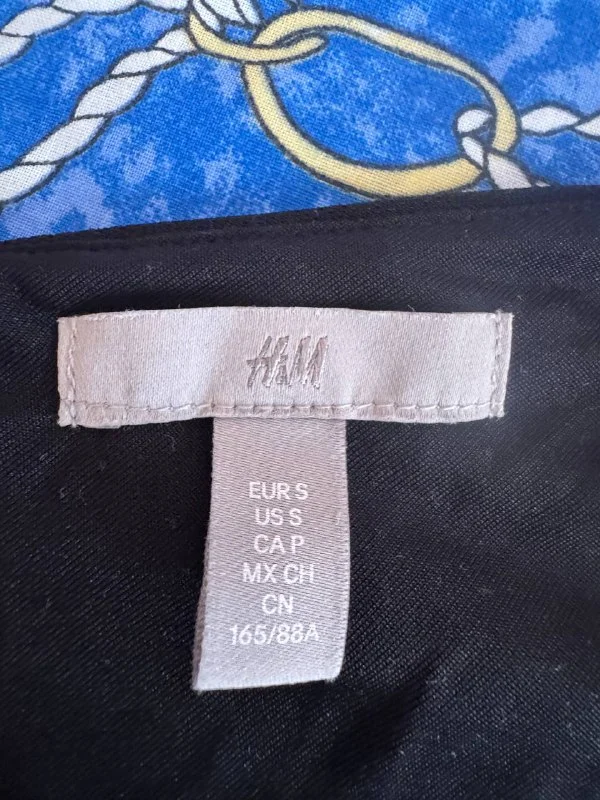 H&M
EUR S
US S
CA P
MX CH
CN
165/88A